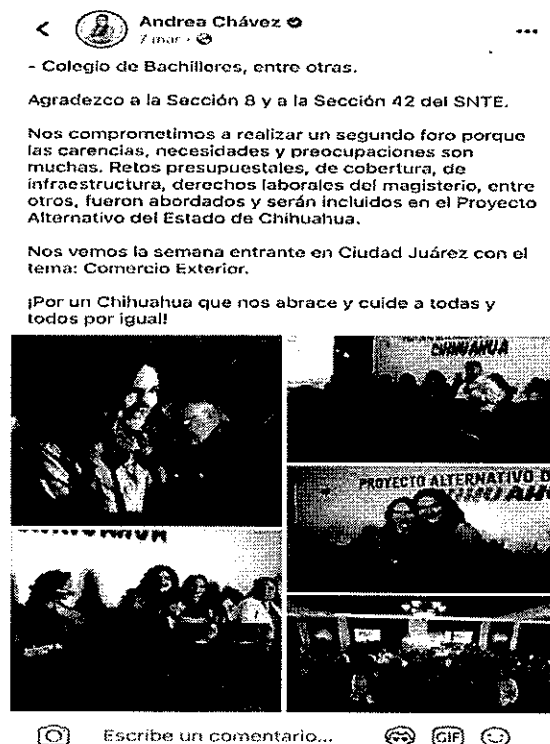 Andrea Chávez
7 mar
- Colegio de Bachilleres, entre otras.
Agradezco a la Sección 8 y a la Sección 42 del SNTE.
Nos comprometimos a realizar un segundo foro porque
las carencias, necesidades y preocupaciones son
muchas. Retos presupuestales, de cobertura, de
infraestructura, derechos laborales del magisterio, entre
otros, fueron abordados y serán incluidos en el Proyecto
Alternativo del Estado de Chihuahua.
Nos vemos la semana entrante en Ciudad Juárez con el
tema: Comercio Exterior.
¡Por un Chihuahua que nos abrace y cuide a todas y
todos por igual!
CHIHUAHUA
PROYECTO ALTERNATIVO D
Escribe un comentario...
GIF